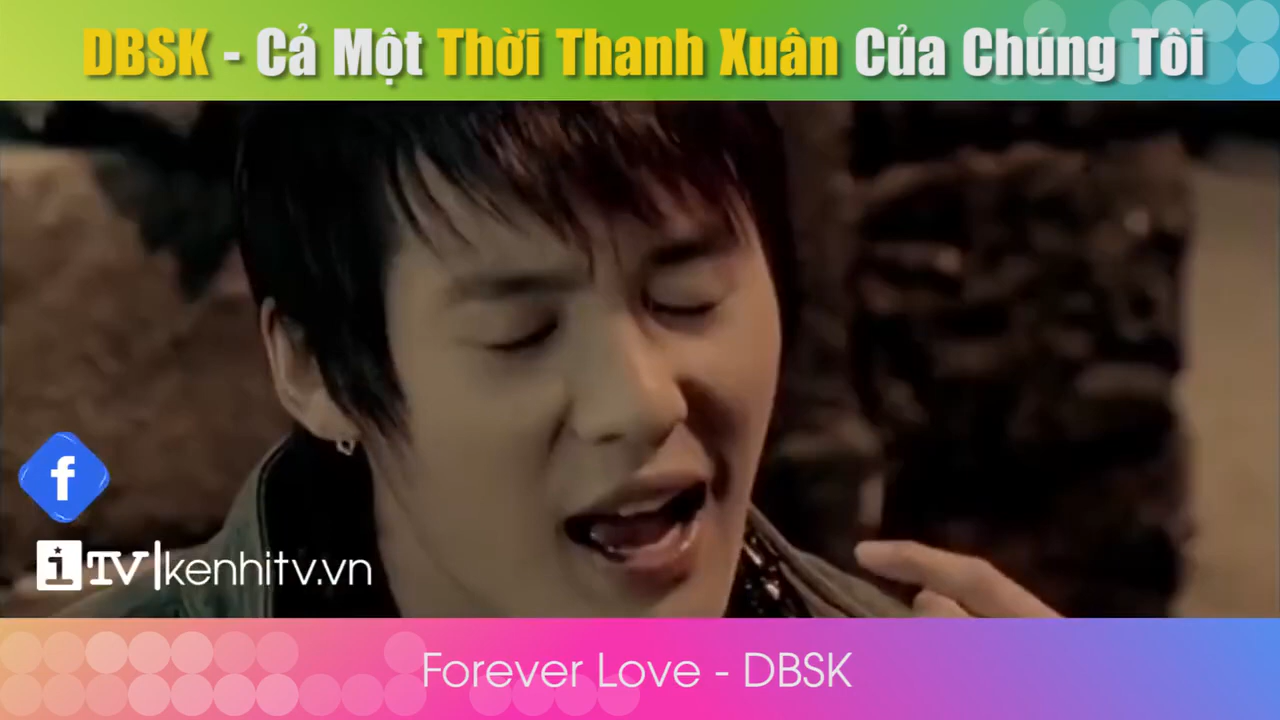 DBSK - Cả Một Thời Thanh Xuân Của Chúng Tôi
f
iTV|kenhitv.vn
Forever Love - DBSK